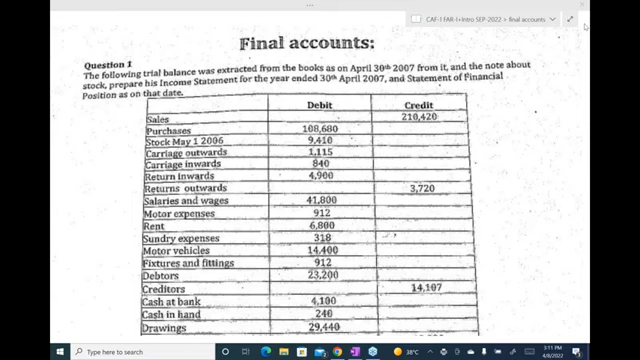 CAF-1 FAR-I+Intro SEP-2022 > final accounts
Final accounts:
Question 1
The following trial balance was extracted from the books as on April 30th 2007 from it, and the note about
stock, prepare his Income Statement for the year ended 30th April 2007, and Statement of Financial
Position as on that date.
Debit Credit
Sales 210,420
Purchases 108,680
Stock May 1 2006 9,410
Carriage outwards 1,115
Carriage inwards 840
Return inwards 4,900
Returns outwards 3,720
Salaries and wages 41,800
Motor expenses 912
Rent 6,800
Sundry expenses 318
Motor vehicles 14,400
Fixtures and fittings 912
Debtors 23,200
Creditors 14,107
Cash at bank 4,100
Cash in hand 240
Drawings 29,440
Type here to search
38°C
3:11 PM
4/8/2022